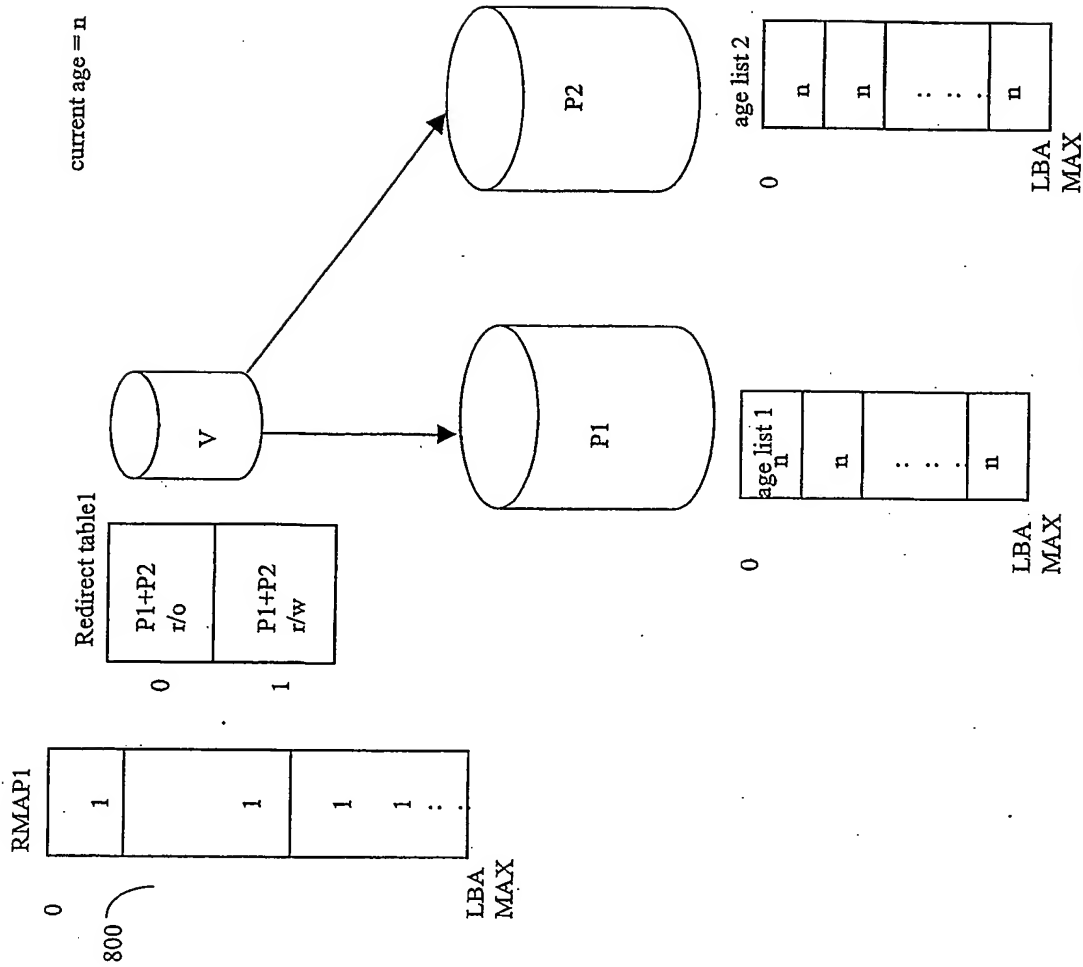 current age = n
RMAP1
0
800
1
1
1
1
:
.
LBA
MAX
Redirect table1
0
P1+P2
r/o
1
P1+P2
r/w
V
P1
P2
age list 1
0
n
n
: : .
n
LBA
MAX
age list 2
0
n
n
: : .
n
LBA
MAX